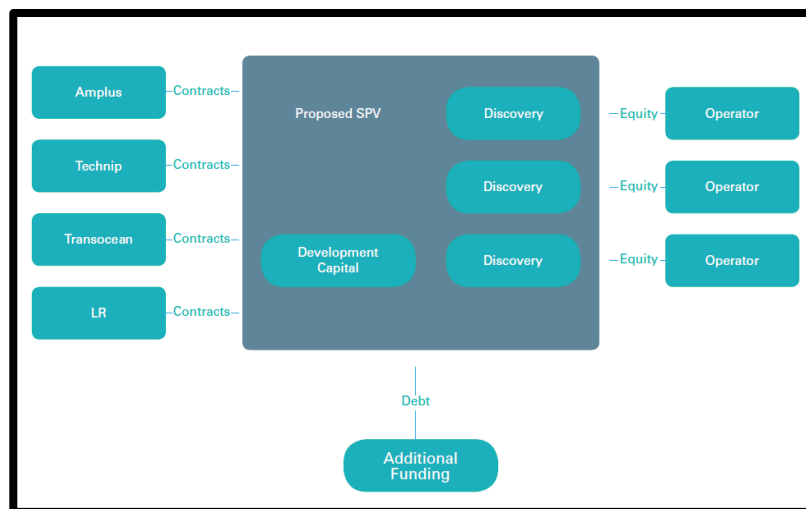 Amplus
Contracts
Proposed SPV
Discovery
Equity
Operator
Technip
Contracts
Discovery
Equity
Operator
Transocean
Contracts
Development
Capital
Discovery
Equity
Operator
LR
Contracts
Debt
Additional
Funding